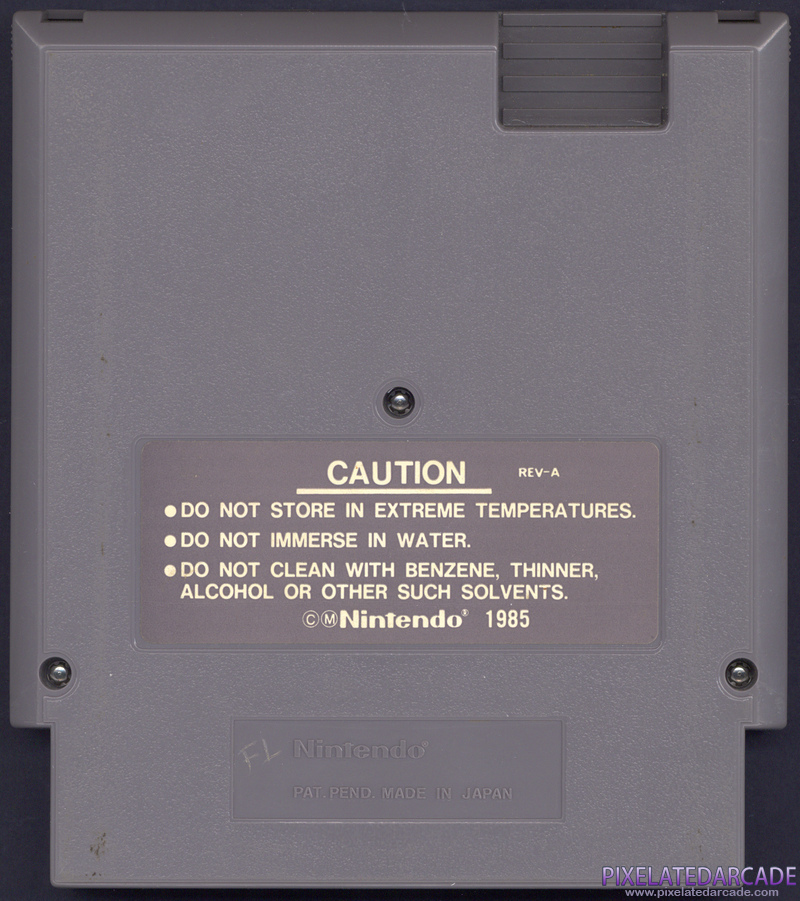 CAUTION REV-A
●DO NOT STORE IN EXTREME TEMPERATURES.
●DO NOT IMMERSE IN WATER.
●DO NOT CLEAN WITH BENZENE, THINNER,
ALCOHOL OR OTHER SUCH SOLVENTS.
©ⓂNintendo® 1985
FL Nintendo®
PAT. PEND. MADE IN JAPAN
PIXELATEDARCADE
www.pixelatedarcade.com